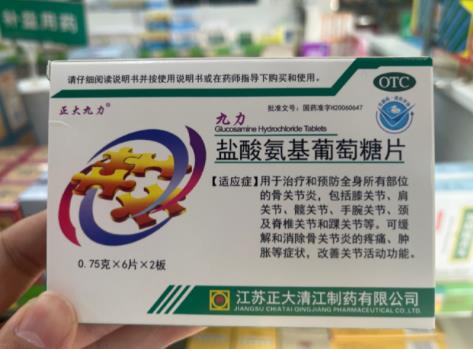 针显用药
请仔细阅读说明书并按使用说明书或在药师指导下购买和使用。
OTC
正大九力®
批准文号：国药准字H20060647
九力
Glucosamine Hydrochloride Tablets
盐酸氨基葡萄糖片
【适应症】用于治疗和预防全身所有部位
的骨关节炎，包括膝关节、肩
关节、髋关节、手腕关节、颈
及脊椎关节和踝关节等。可缓
解和消除骨关节炎的疼痛、肿
胀等症状，改善关节活动功能。
0.75克×6片×2板
江苏正大清江制药有限公司
JIANGSU CHIATAI QINGJIANG PHARMACEUTICAL CO.,LTD.